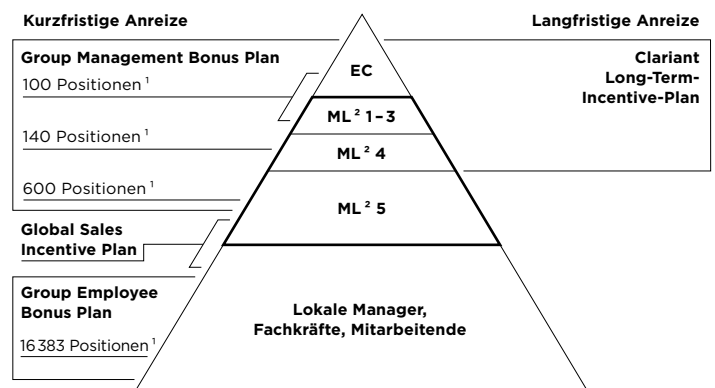 Kurzfristige Anreize
Langfristige Anreize
Group Management Bonus Plan
100 Positionen ¹
140 Positionen ¹
600 Positionen ¹
Global Sales
Incentive Plan
Group Employee
Bonus Plan
16 383 Positionen ¹
EC
ML ² 1 – 3
ML ² 4
ML ² 5
Lokale Manager,
Fachkräfte, Mitarbeitende
Clariant
Long-Term-
Incentive-Plan